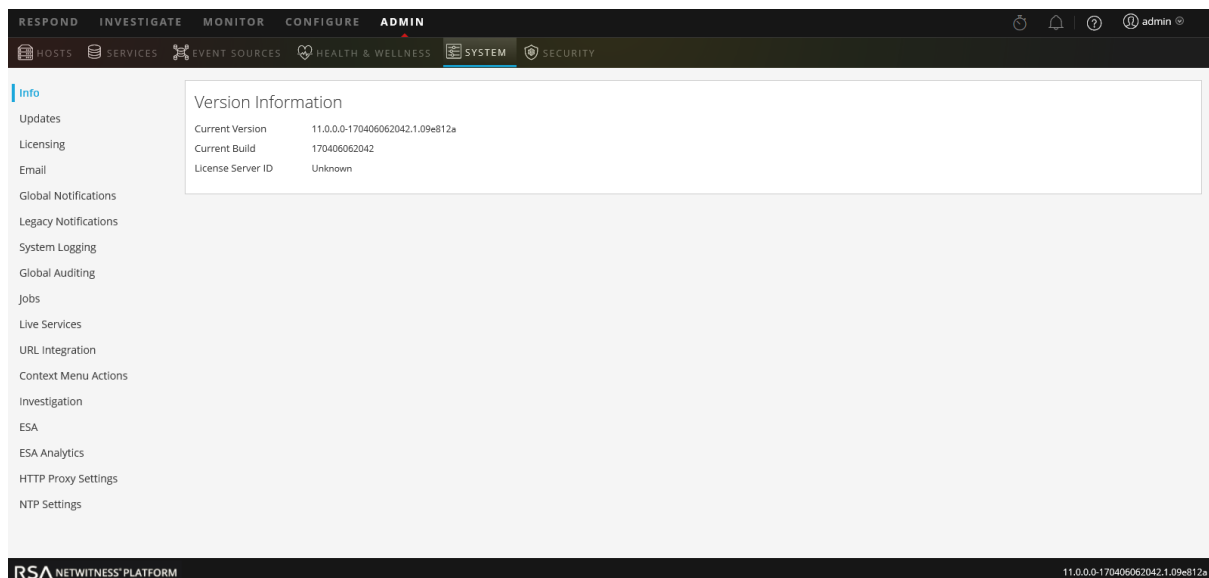 RESPOND INVESTIGATE MONITOR CONFIGURE ADMIN admin
HOSTS SERVICES EVENT SOURCES HEALTH & WELLNESS SYSTEM SECURITY
Info
Updates
Licensing
Email
Global Notifications
Legacy Notifications
System Logging
Global Auditing
Jobs
Live Services
URL Integration
Context Menu Actions
Investigation
ESA
ESA Analytics
HTTP Proxy Settings
NTP Settings
Version Information
Current Version 11.0.0.0-170406062042.1.09e812a
Current Build 170406062042
License Server ID Unknown
RSA NETWITNESS® PLATFORM 11.0.0.0-170406062042.1.09e812a